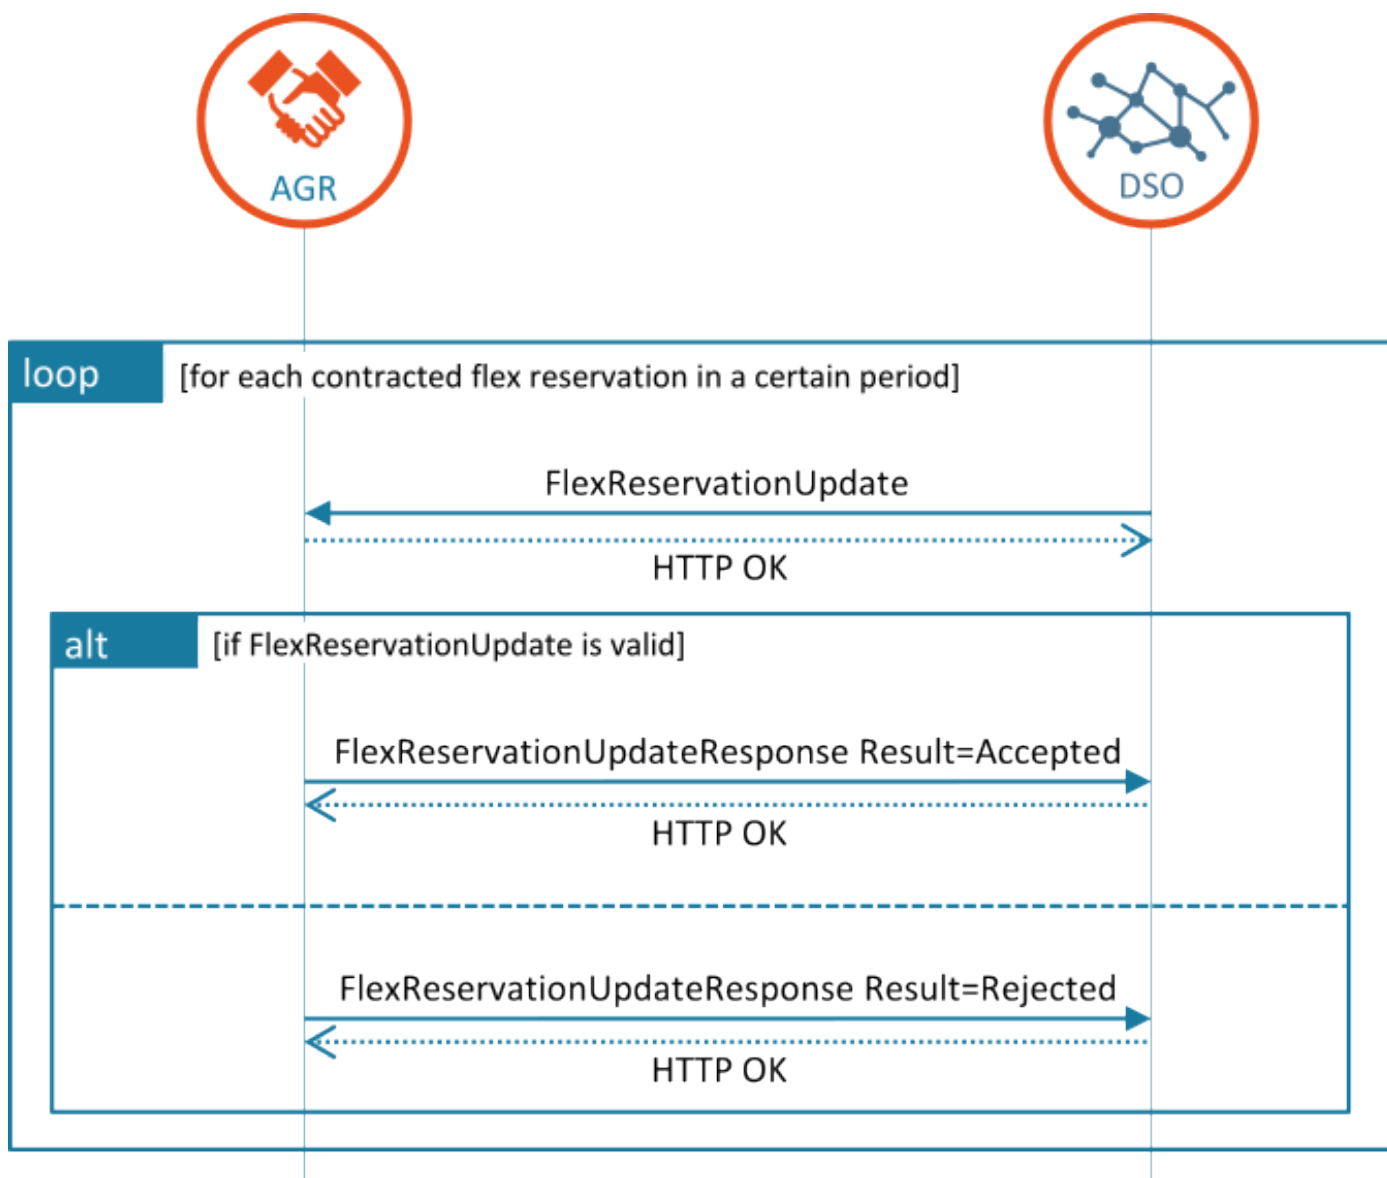 AGR
DSO
loop
[for each contracted flex reservation in a certain period]
FlexReservationUpdate
HTTP OK
alt
[if FlexReservationUpdate is valid]
FlexReservationUpdateResponse Result=Accepted
HTTP OK
FlexReservationUpdateResponse Result=Rejected
HTTP OK